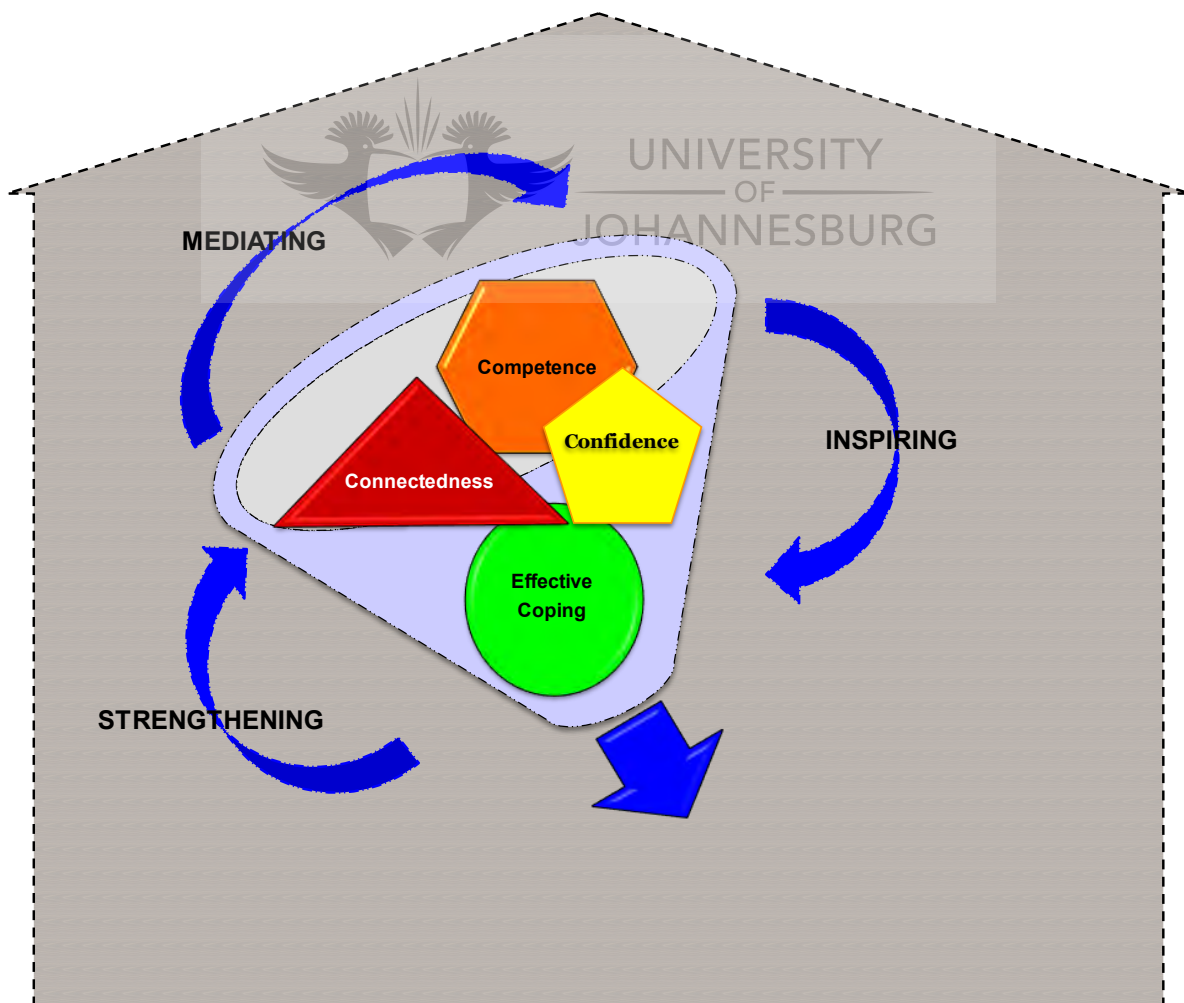 UNIVERSITY
OF
JOHANNESBURG
MEDIATING
Competence
Confidence
INSPIRING
Connectedness
Effective
Coping
STRENGTHENING